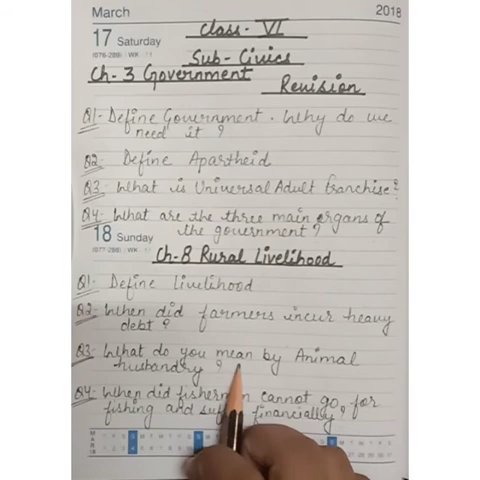 March 2018
17 Saturday
Class - VI
Sub - Civics
Ch-3 Government
Revision
Q1- Define Government. Why do we
need it?
Q2- Define Apartheid
Q3- What is Universal Adult Franchise?
Q4- What are the three main organs of
the government?
18 Sunday
Ch-8 Rural Livelihood
Q1- Define livelihood
Q2- When did farmers incur heavy
debt?
Q3- What do you mean by Animal
husbandry?
Q4- When did fishermen cannot go for
fishing and financially?